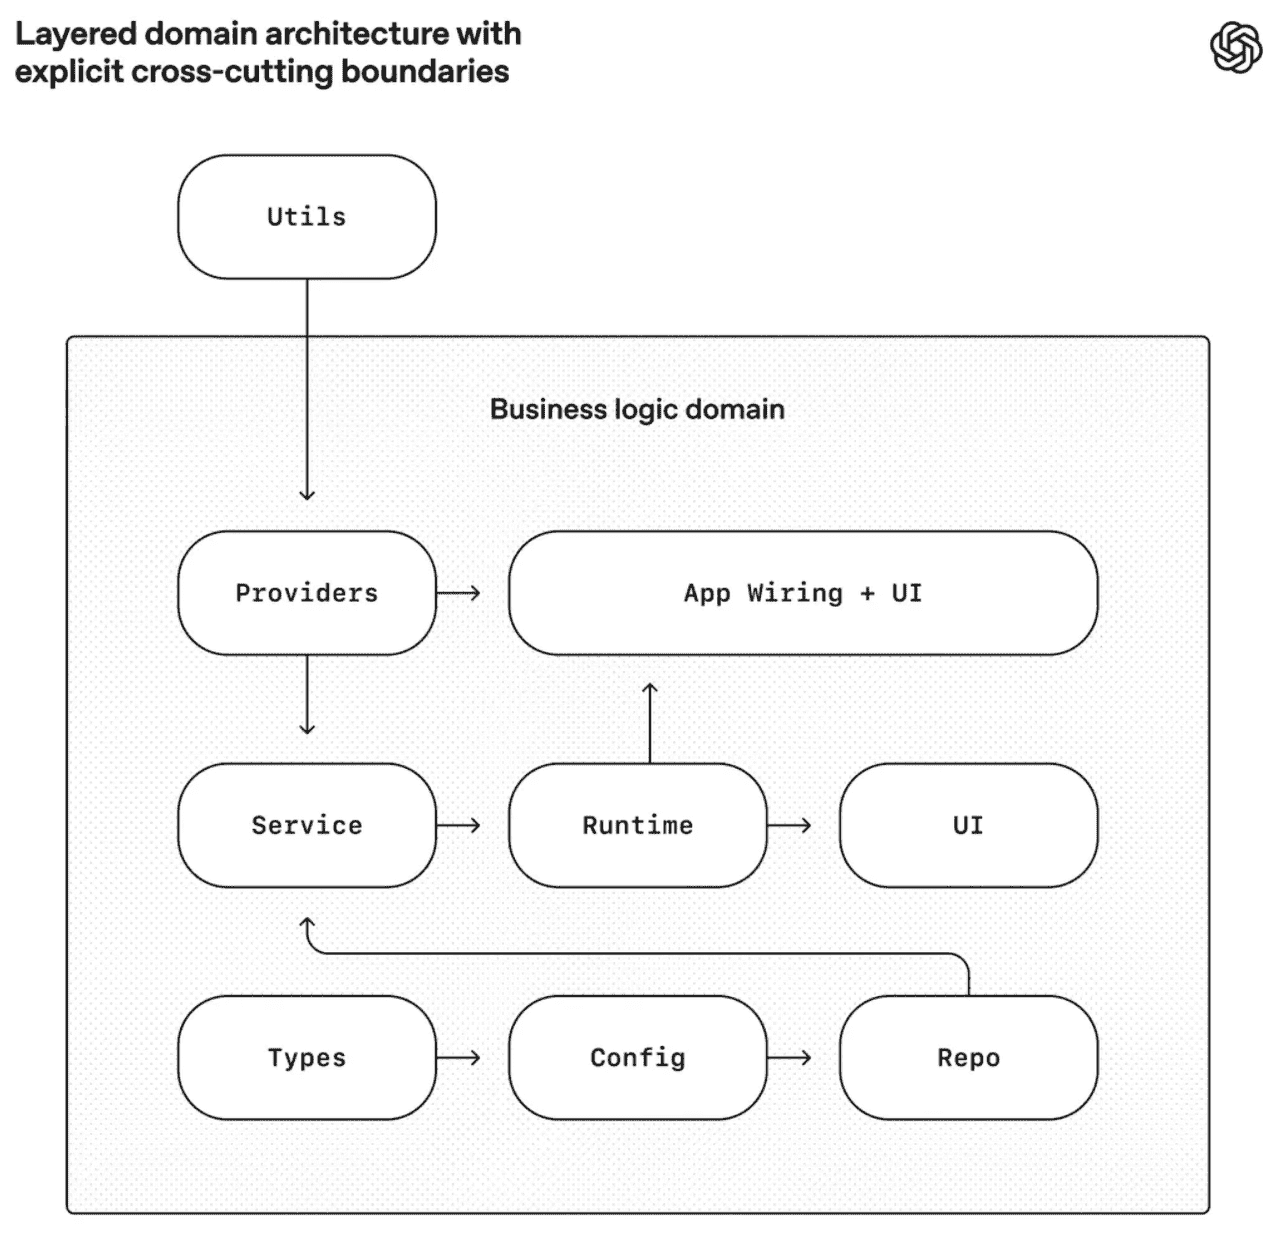 Layered domain architecture with
explicit cross-cutting boundaries
Utils
Business logic domain
Providers
App Wiring + UI
Service
Runtime
UI
Types
Config
Repo